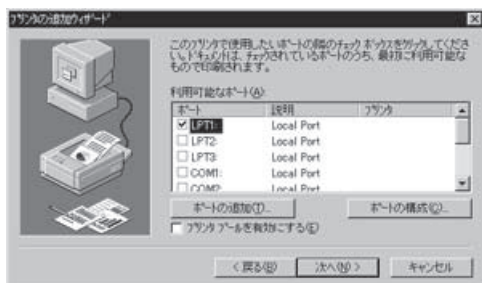 プリンタの追加ウィザード
このプリンタで使用したいポートの隣のチェック ボックスをクリックしてくださ
い。ドキュメントは、チェックされているポートのうち、最初に利用可能な
もので印刷されます。
利用可能なポート(A):
ポート 説明 プリンタ
LPT1: Local Port
LPT2: Local Port
LPT3: Local Port
COM1: Local Port
COM2: Local Port
ポートの追加(T)... ポートの構成(C)...
プリンタ プールを有効にする(E)
< 戻る(B) 次へ(N) > キャンセル